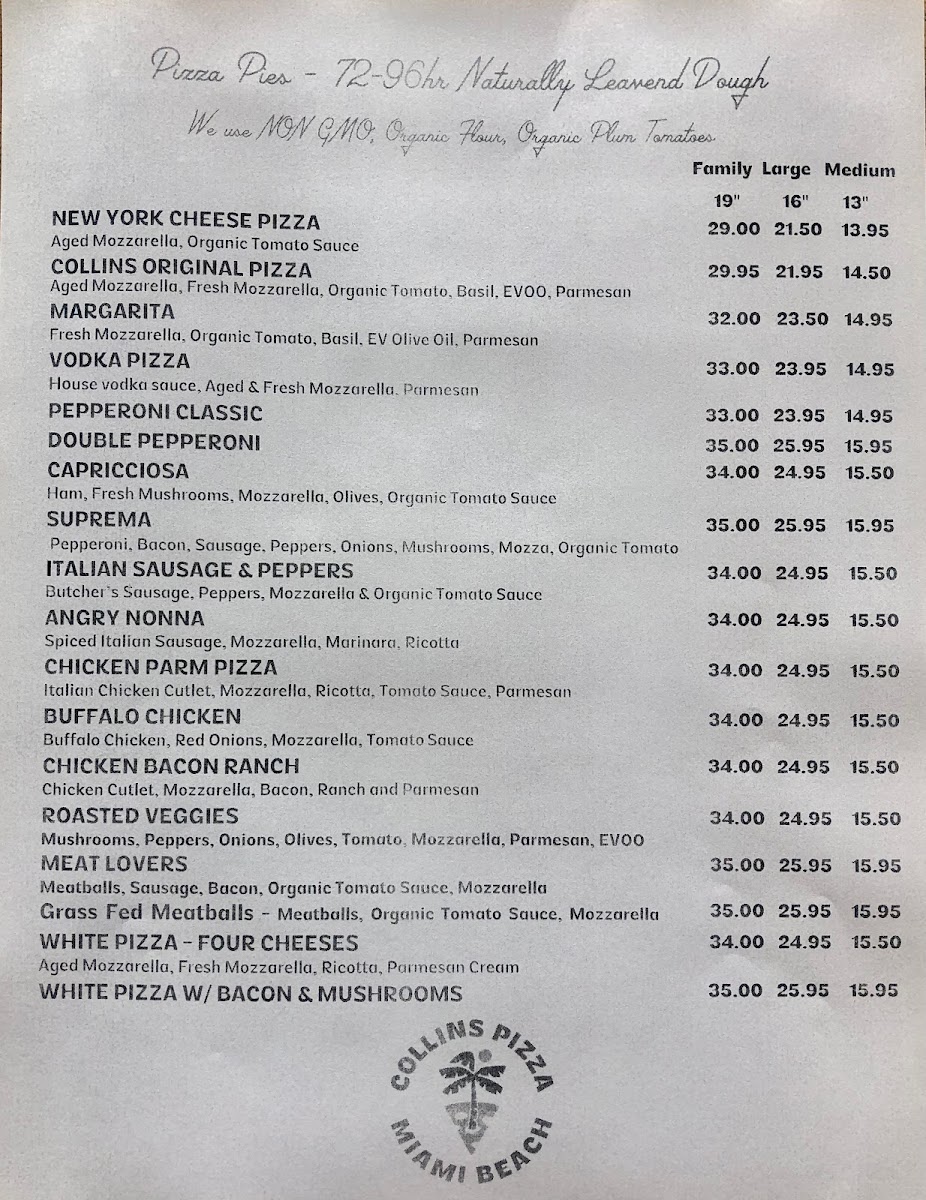 Pizza Pies - 72-96hr Naturally Leavend Dough
We use NON GMO, Organic Flour, Organic Plum Tomatoes
Family Large Medium
19" 16" 13"
NEW YORK CHEESE PIZZA 29.00 21.50 13.95
Aged Mozzarella, Organic Tomato Sauce
COLLINS ORIGINAL PIZZA 29.95 21.95 14.50
Aged Mozzarella, Fresh Mozzarella, Organic Tomato, Basil, EVOO, Parmesan
MARGARITA 32.00 23.50 14.95
Fresh Mozzarella, Organic Tomato, Basil, EV Olive Oil, Parmesan
VODKA PIZZA 33.00 23.95 14.95
House vodka sauce, Aged & Fresh Mozzarella. Parmesan
PEPPERONI CLASSIC 33.00 23.95 14.95
DOUBLE PEPPERONI 35.00 25.95 15.95
CAPRICCIOSA 34.00 24.95 15.50
Ham, Fresh Mushrooms, Mozzarella, Olives, Organic Tomato Sauce
SUPREMA 35.00 25.95 15.95
Pepperoni, Bacon, Sausage, Peppers, Onions, Mushrooms, Mozza, Organic Tomato
ITALIAN SAUSAGE & PEPPERS 34.00 24.95 15.50
Butcher's Sausage, Peppers, Mozzarella & Organic Tomato Sauce
ANGRY NONNA 34.00 24.95 15.50
Spiced Italian Sausage, Mozzarella, Marinara, Ricotta
CHICKEN PARM PIZZA 34.00 24.95 15.50
Italian Chicken Cutlet, Mozzarella, Ricotta, Tomato Sauce, Parmesan
BUFFALO CHICKEN 34.00 24.95 15.50
Buffalo Chicken, Red Onions, Mozzarella, Tomato Sauce
CHICKEN BACON RANCH 34.00 24.95 15.50
Chicken Cutlet, Mozzarella, Bacon, Ranch and Parmesan
ROASTED VEGGIES 34.00 24.95 15.50
Mushrooms, Peppers, Onions, Olives, Tomato, Mozzarella, Parmesan, EVOO
MEAT LOVERS 35.00 25.95 15.95
Meatballs, Sausage, Bacon, Organic Tomato Sauce, Mozzarella
Grass Fed Meatballs - Meatballs, Organic Tomato Sauce, Mozzarella 35.00 25.95 15.95
WHITE PIZZA - FOUR CHEESES 34.00 24.95 15.50
Aged Mozzarella, Fresh Mozzarella, Ricotta, Parmesan Cream
WHITE PIZZA W/ BACON & MUSHROOMS 35.00 25.95 15.95
COLLINS PIZZA
MIAMI BEACH